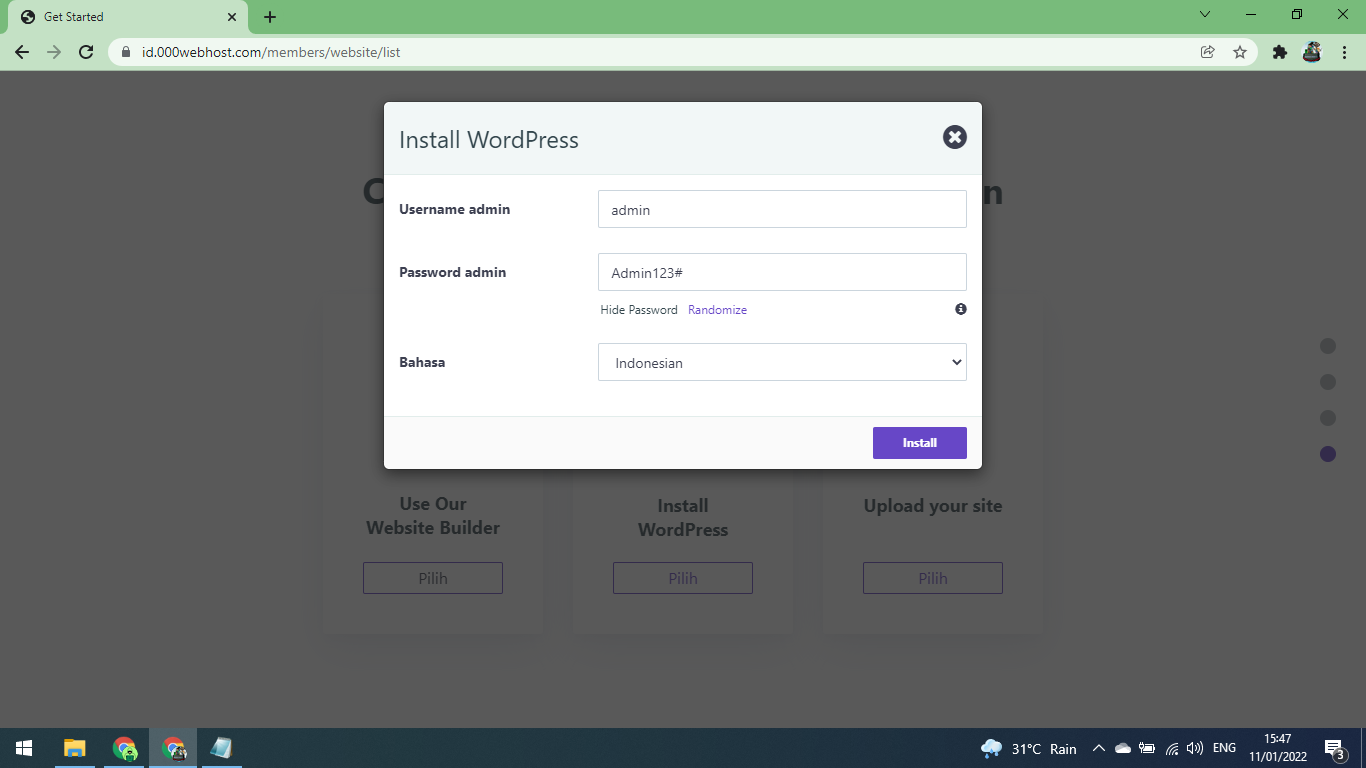 Get Started
id.000webhost.com/members/website/list
Install WordPress
Username admin
admin
Password admin
Admin123#
Hide Password Randomize
Bahasa
Indonesian
Install
Use Our
Website Builder
Pilih
Install
WordPress
Pilih
Upload your site
Pilih
31°C Rain
ENG
15:47
11/01/2022
3